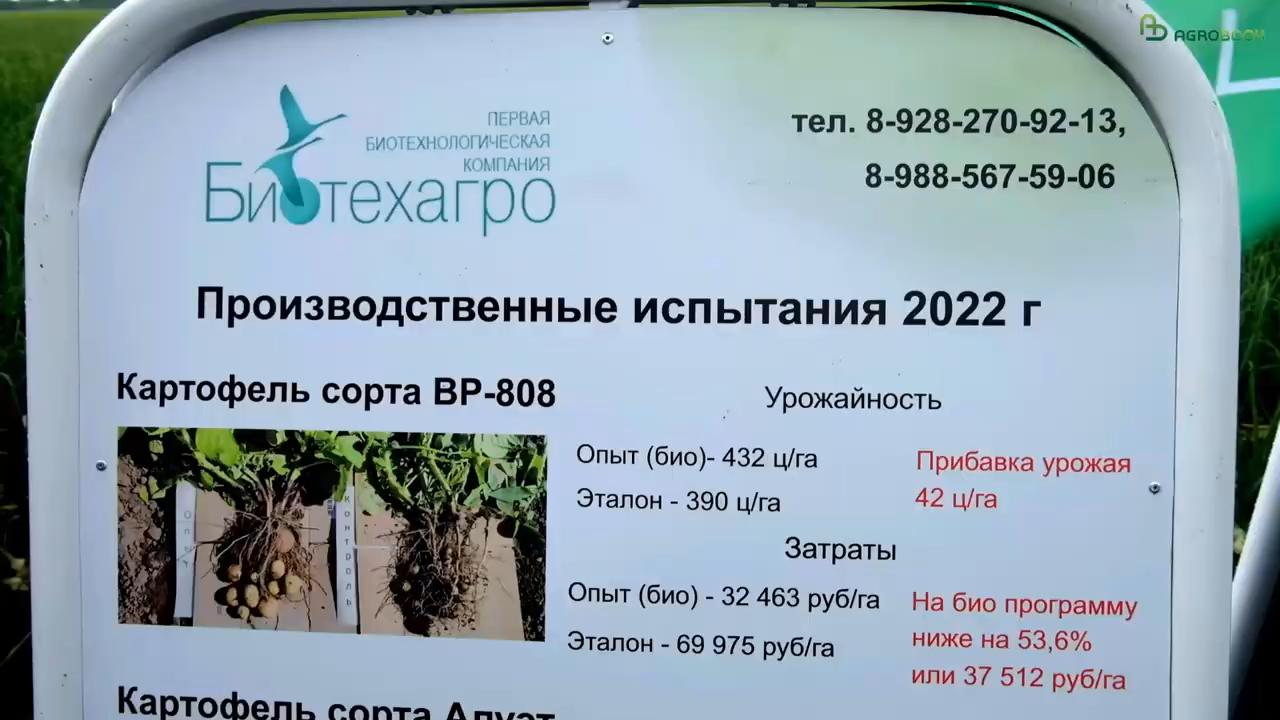 AGROBOOM
ПЕРВАЯ
БИОТЕХНОЛОГИЧЕСКАЯ
КОМПАНИЯ
Биотехагро
тел. 8-928-270-92-13,
8-988-567-59-06
Производственные испытания 2022 г
Картофель сорта ВР-808
Урожайность
Опыт (био)- 432 ц/га
Эталон - 390 ц/га
Прибавка урожая
42 ц/га
Затраты
Опыт (био) - 32 463 руб/га
Эталон - 69 975 руб/га
На био программу
ниже на 53,6%
или 37 512 руб/га
Опыт
контроль
Картофель сорта Алуэт